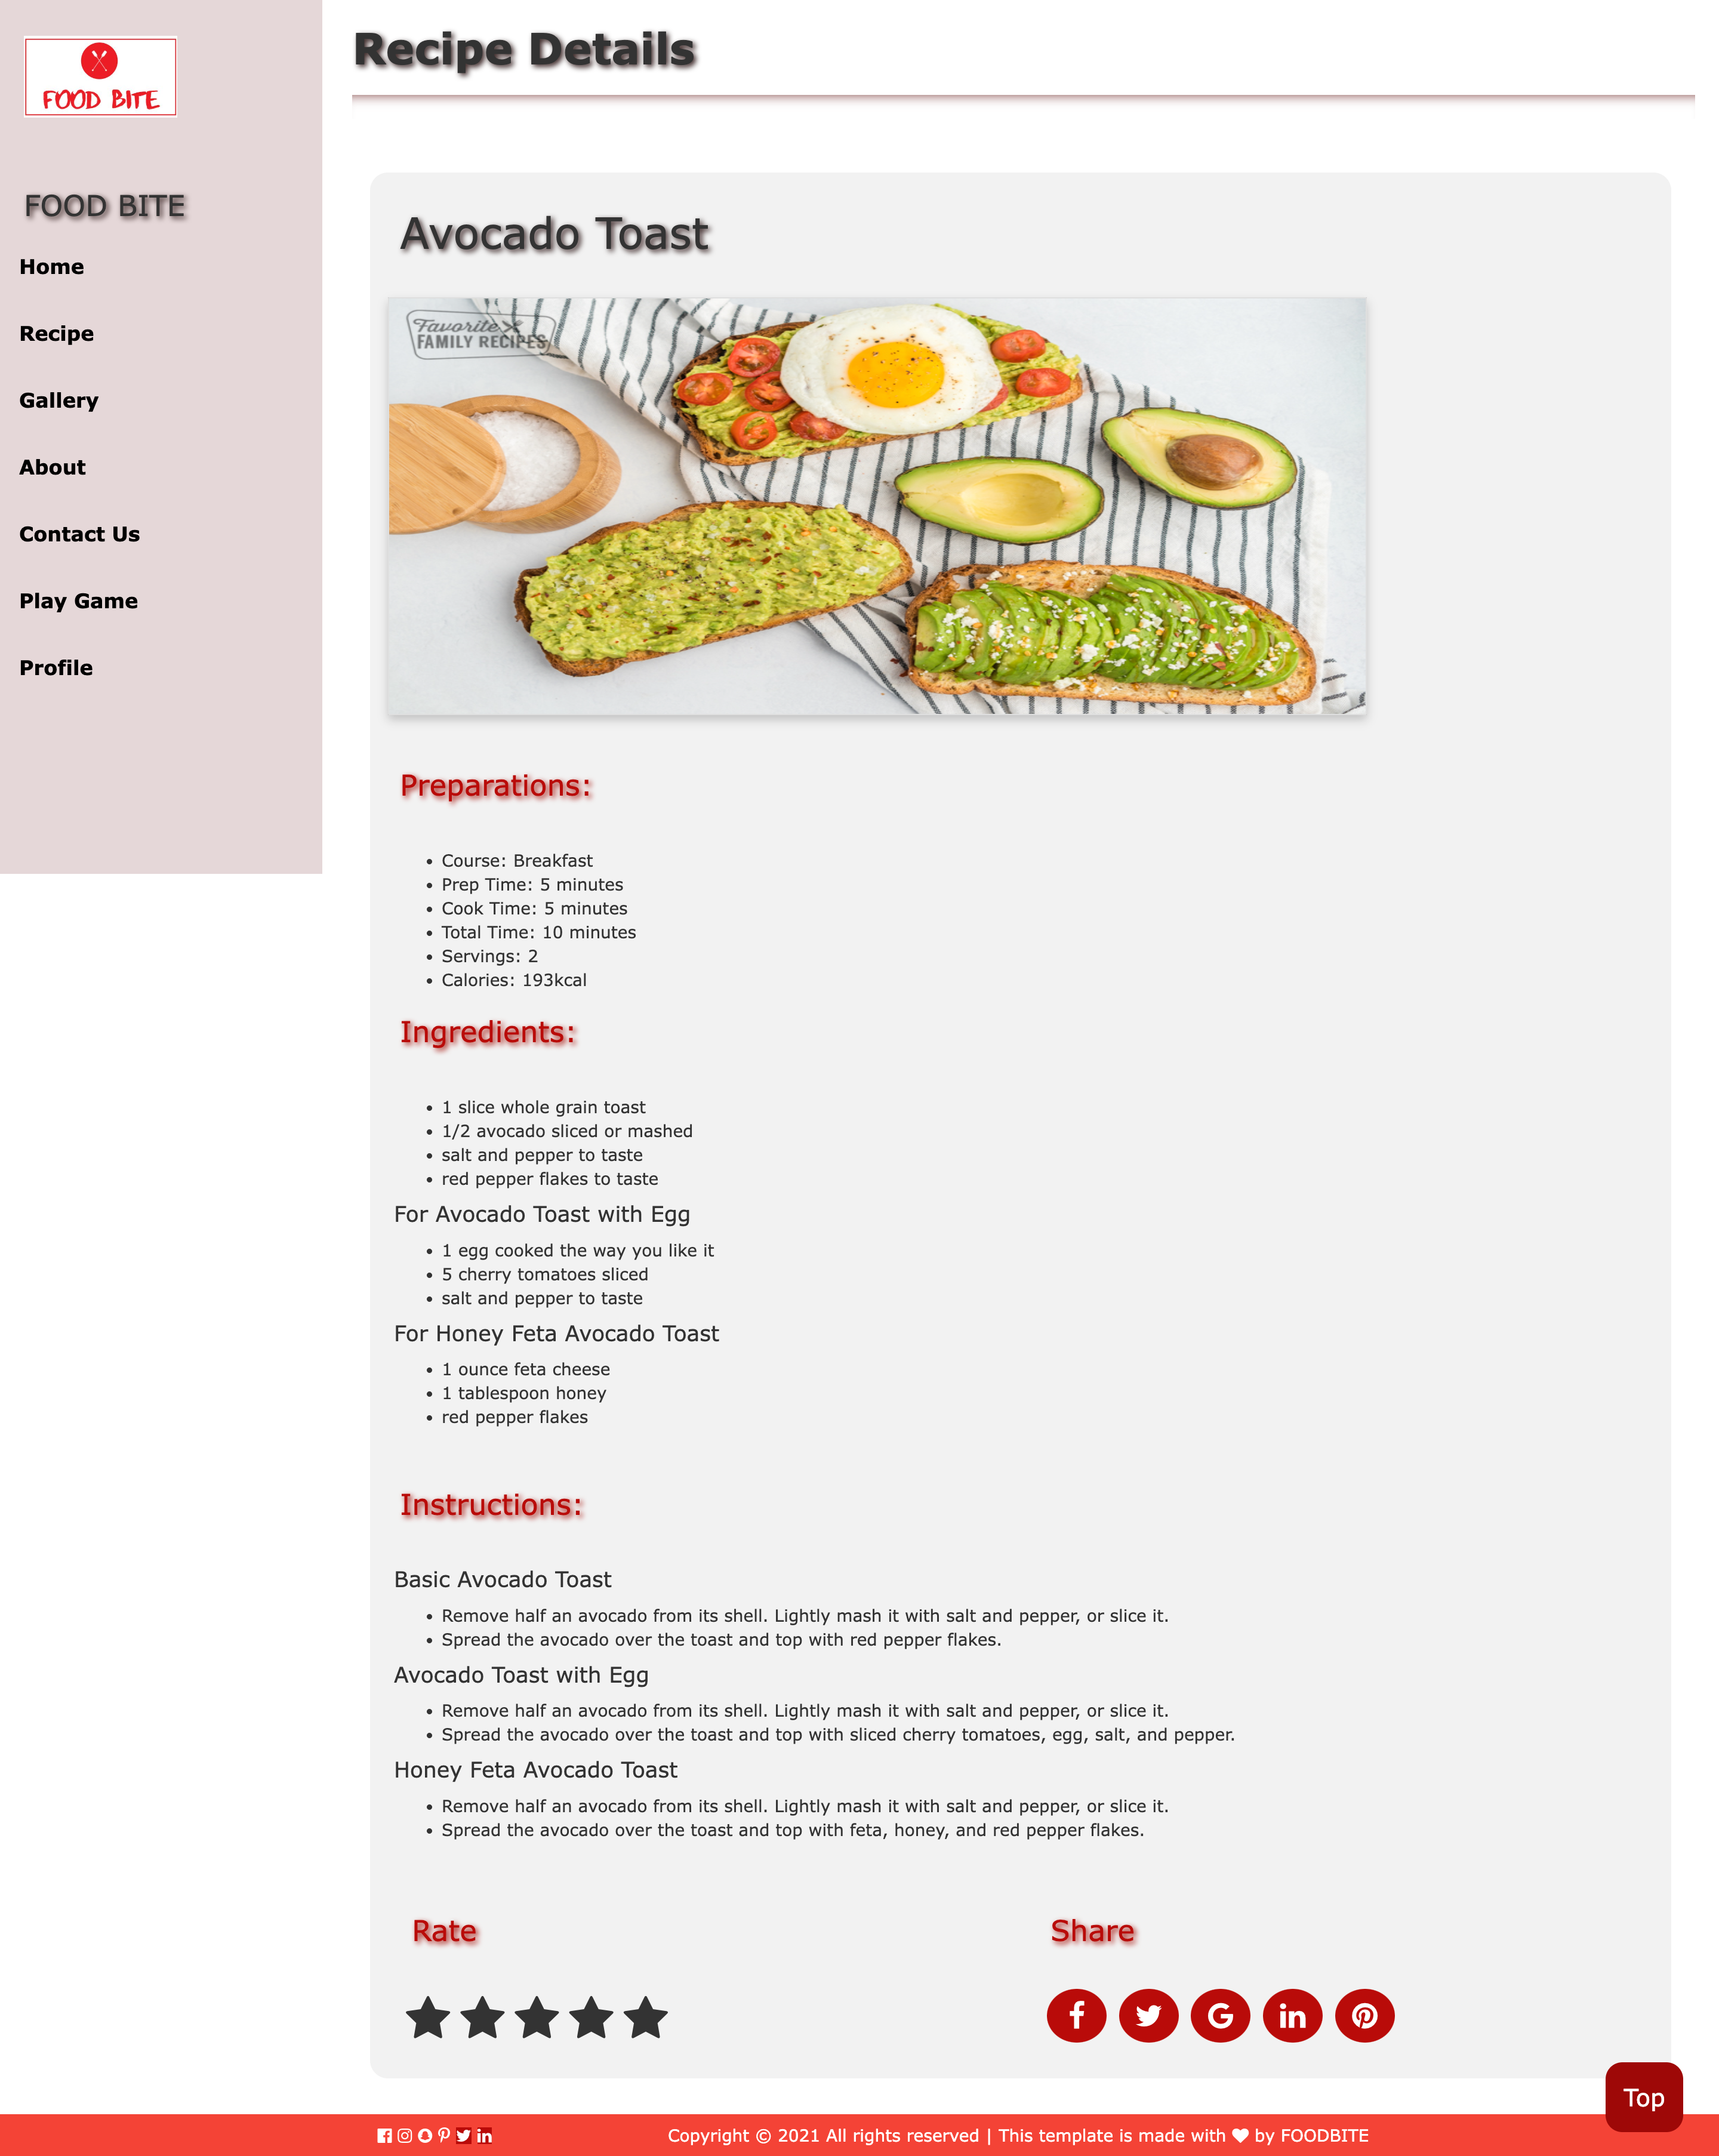 FOOD BITE
FOOD BITE
Home
Recipe
Gallery
About
Contact Us
Play Game
Profile
Recipe Details
Avocado Toast
Favorite
FAMILY RECIPES
Preparations:
Course: Breakfast
Prep Time: 5 minutes
Cook Time: 5 minutes
Total Time: 10 minutes
Servings: 2
Calories: 193kcal
Ingredients:
1 slice whole grain toast
1/2 avocado sliced or mashed
salt and pepper to taste
red pepper flakes to taste
For Avocado Toast with Egg
1 egg cooked the way you like it
5 cherry tomatoes sliced
salt and pepper to taste
For Honey Feta Avocado Toast
1 ounce feta cheese
1 tablespoon honey
red pepper flakes
Instructions:
Basic Avocado Toast
Remove half an avocado from its shell. Lightly mash it with salt and pepper, or slice it.
Spread the avocado over the toast and top with red pepper flakes.
Avocado Toast with Egg
Remove half an avocado from its shell. Lightly mash it with salt and pepper, or slice it.
Spread the avocado over the toast and top with sliced cherry tomatoes, egg, salt, and pepper.
Honey Feta Avocado Toast
Remove half an avocado from its shell. Lightly mash it with salt and pepper, or slice it.
Spread the avocado over the toast and top with feta, honey, and red pepper flakes.
Rate
Share
Top
Copyright © 2021 All rights reserved | This template is made with ♥ by FOODBITE